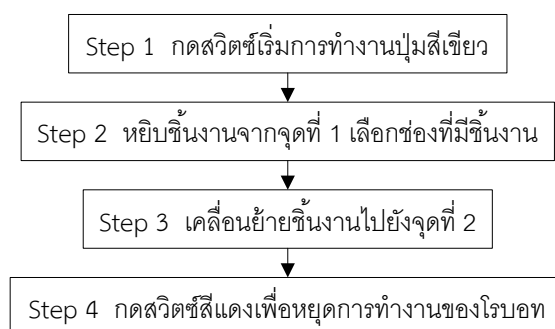 Step 1 กดสวิตซ์เริ่มการทำงานปุ่มสีเขียว
Step 2 หยิบชิ้นงานจากจุดที่ 1 เลือกช่องที่มีชิ้นงาน
Step 3 เคลื่อนย้ายชิ้นงานไปยังจุดที่ 2
Step 4 กดสวิตซ์สีแดงเพื่อหยุดการทำงานของโรบอท